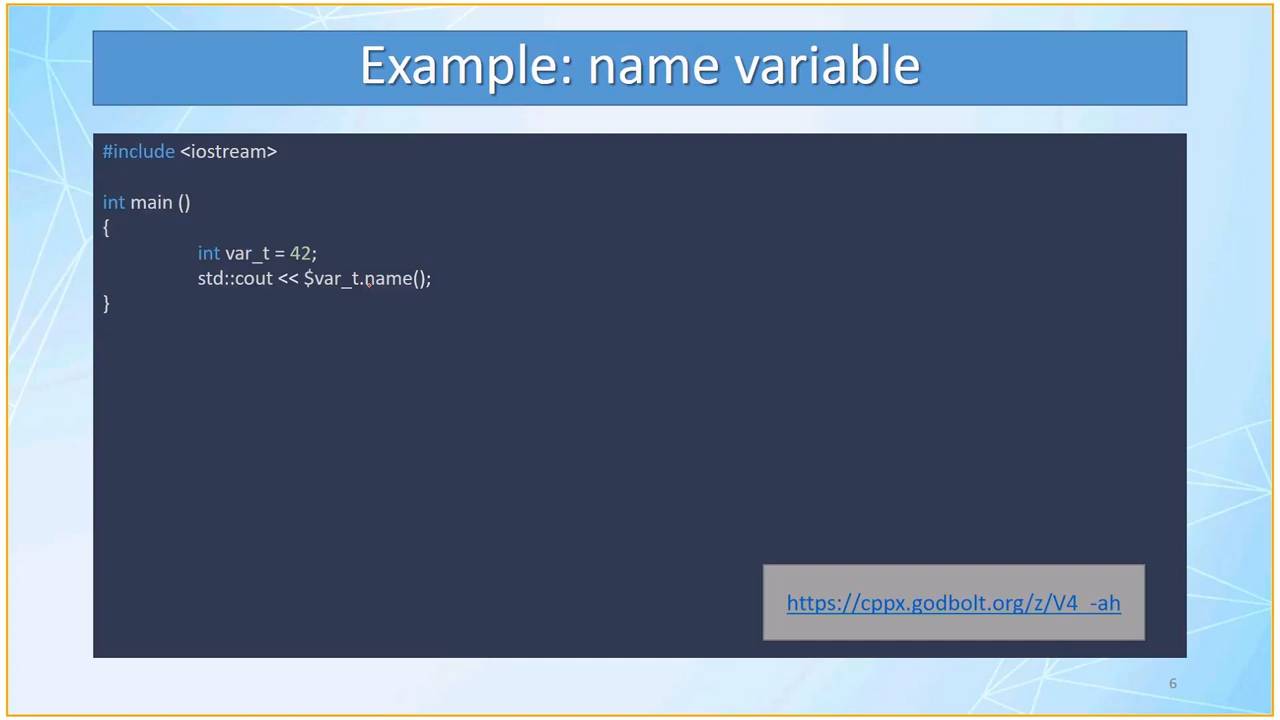 Example: name variable
#include <iostream>
int main ()
{
int var_t = 42;
std::cout << $var_t.name();
}
https://cppx.godbolt.org/z/V4_-ah
6